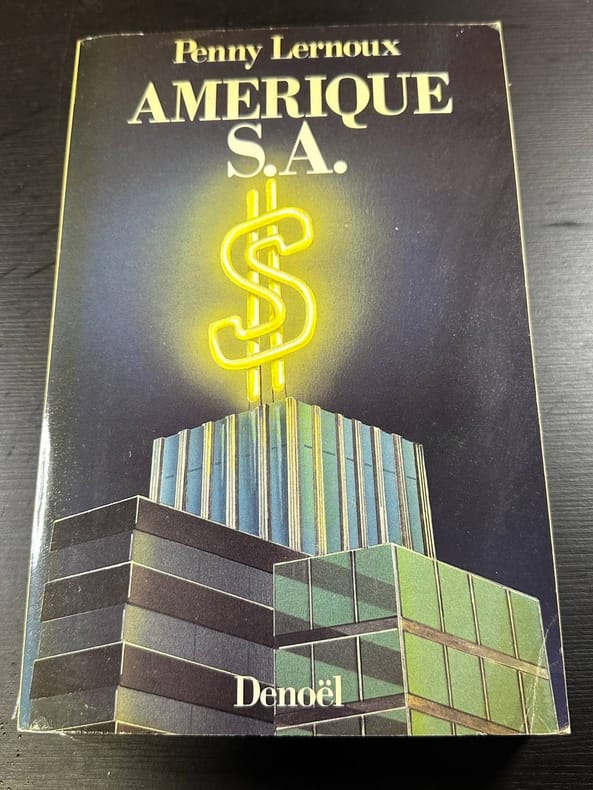 Penny Lernoux
AMERIQUE
S.A.
$
Denoël